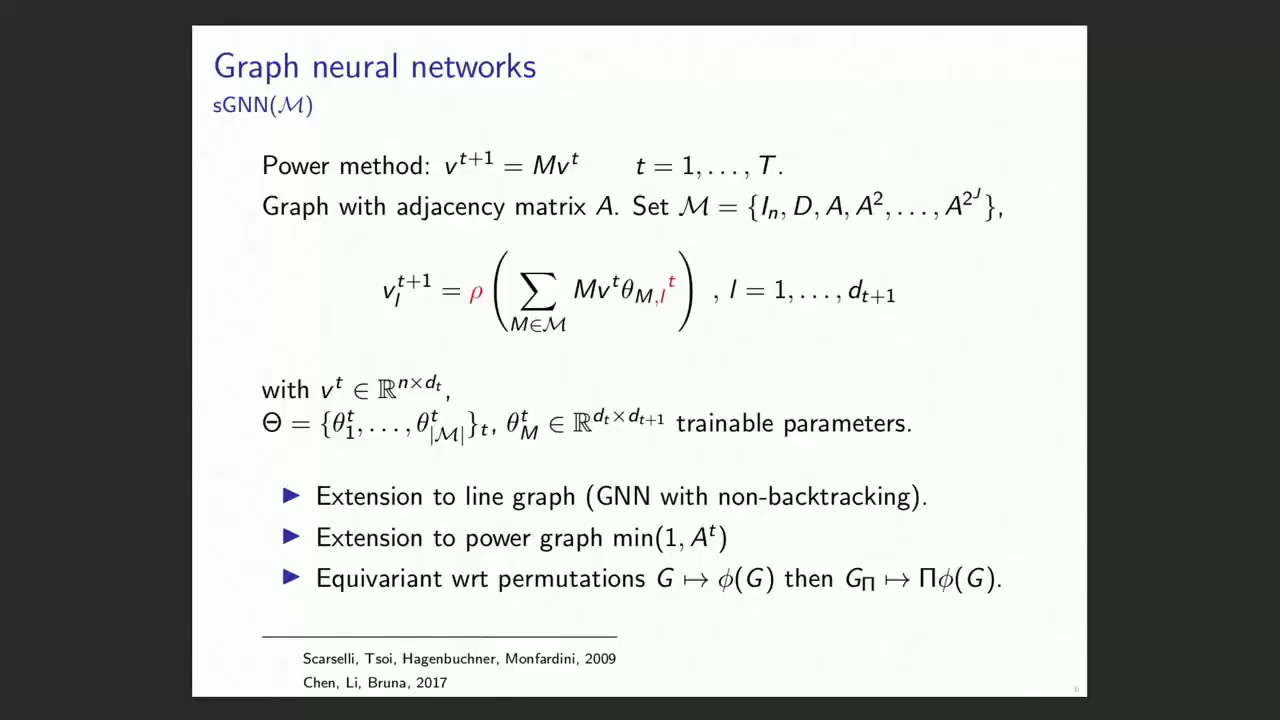 Graph neural networks
sGNN(ℳ)
Power method: v^{t+1} = Mv^t   t = 1, . . . , T.
Graph with adjacency matrix A. Set ℳ = {I_n, D, A, A^2, . . . , A^{2^J}},
v_l^{t+1} = ρ ( ∑_{M∈ℳ} Mv^t θ_{M,l}^t ) , l = 1, . . . , d_{t+1}
with v^t ∈ ℝ^{n×d_t},
Θ = {θ_1^t, . . . , θ_{|ℳ|}^t}_t, θ_M^t ∈ ℝ^{d_t×d_{t+1}} trainable parameters.
▶ Extension to line graph (GNN with non-backtracking).
▶ Extension to power graph min(1, A^t)
▶ Equivariant wrt permutations G ↦ ϕ(G) then G_Π ↦ Πϕ(G).
Scarselli, Tsoi, Hagenbuchner, Monfardini, 2009
Chen, Li, Bruna, 2017
6